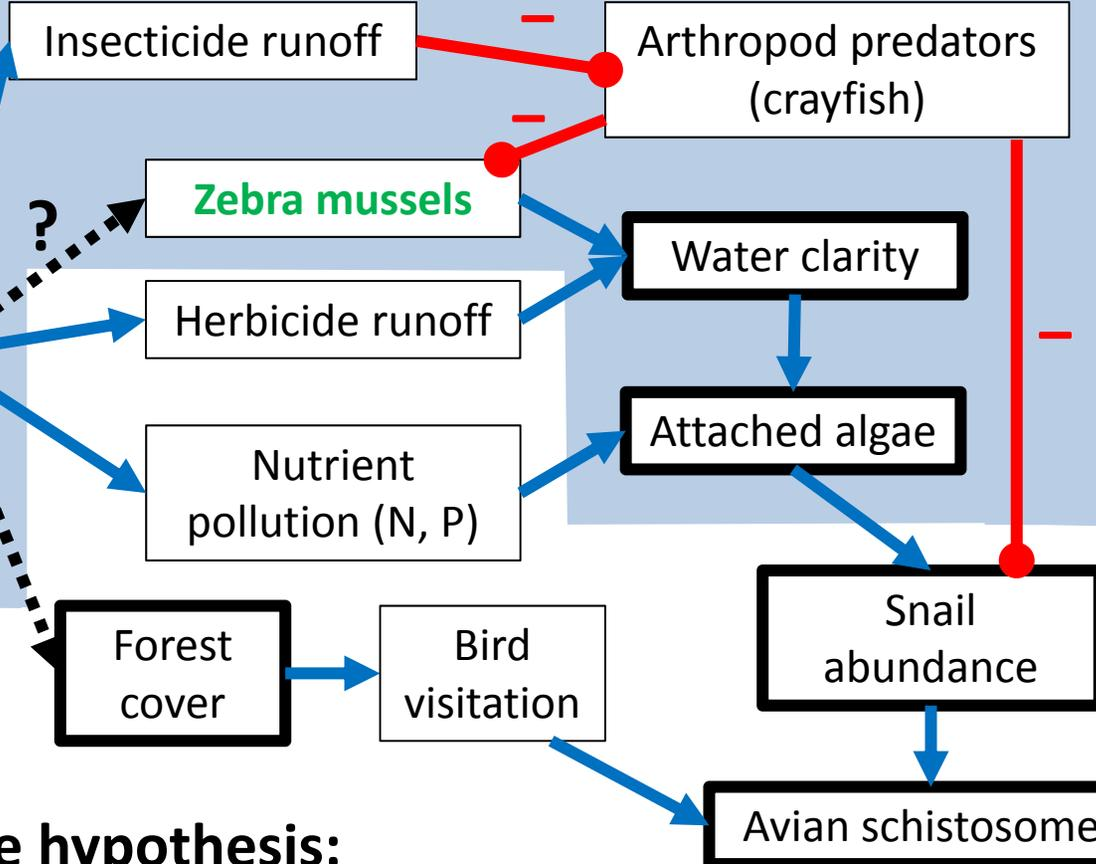 Insecticide runoff
–
Arthropod predators
(crayfish)
–
Zebra mussels
?
Water clarity
Herbicide runoff
–
Attached algae
Nutrient
pollution (N, P)
Snail
abundance
Forest
cover
Bird
visitation
Avian schistosome
e hypothesis: